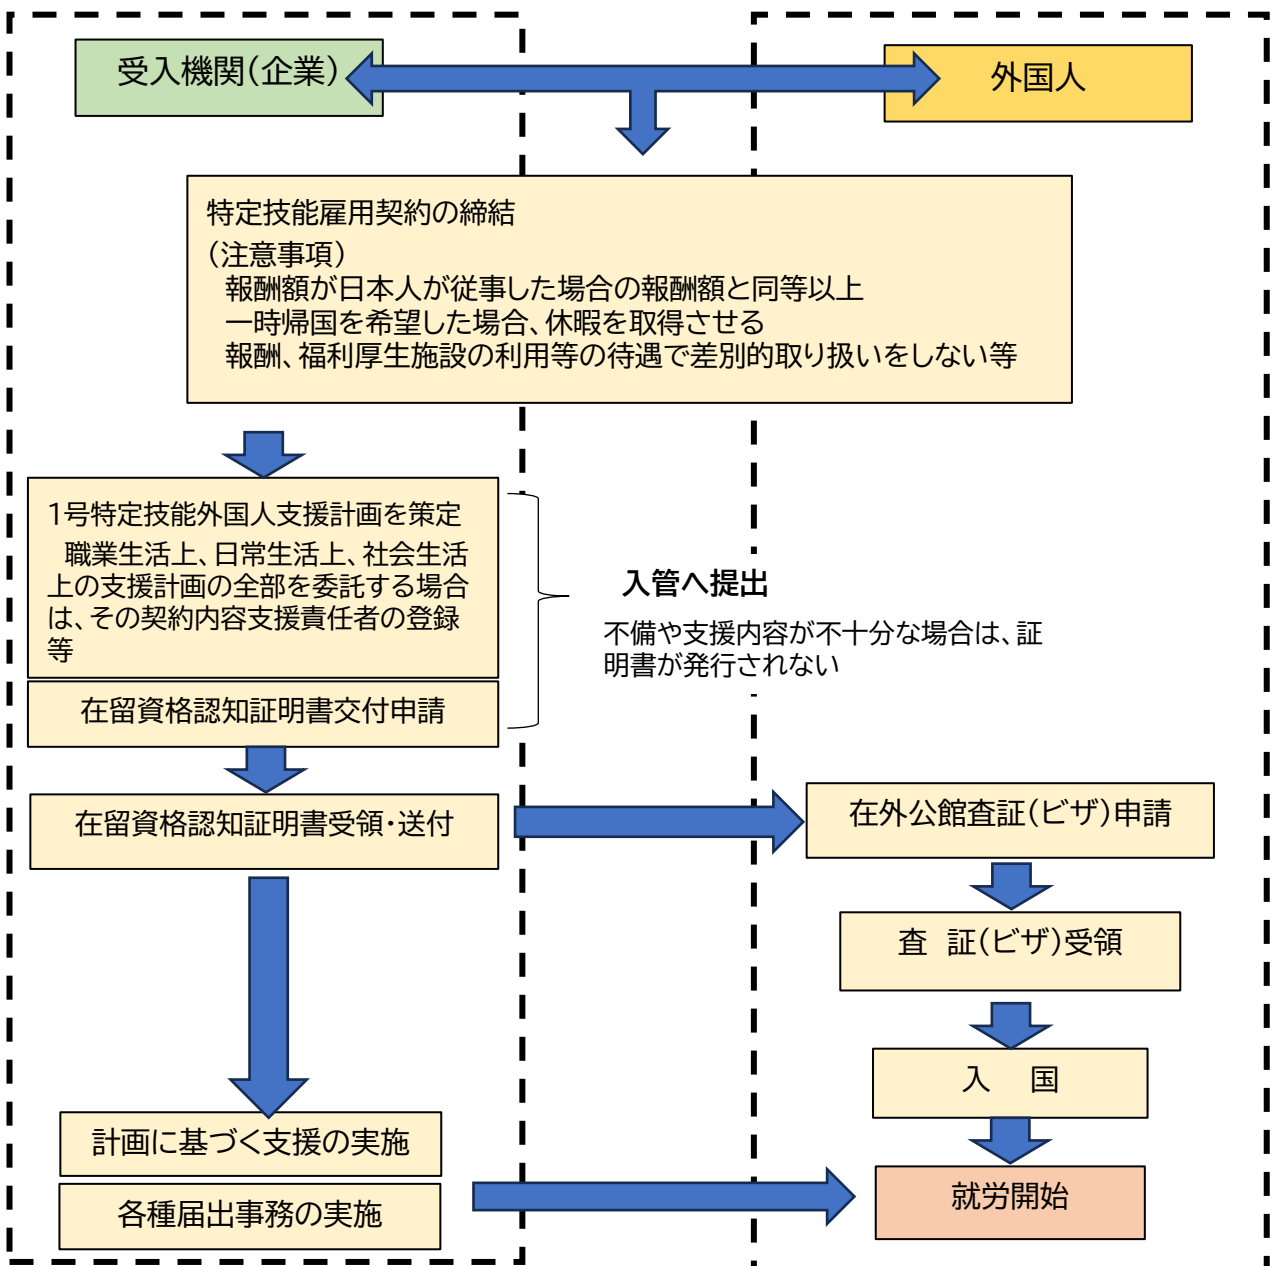 受入機関(企業)
外国人
特定技能雇用契約の締結
(注意事項)
報酬額が日本人が従事した場合の報酬額と同等以上
一時帰国を希望した場合、休暇を取得させる
報酬、福利厚生施設の利用等の待遇で差別的取り扱いをしない等
1号特定技能外国人支援計画を策定
職業生活上、日常生活上、社会生活
上の支援計画の全部を委託する場合
は、その契約内容支援責任者の登録
等
在留資格認知証明書交付申請
入管へ提出
不備や支援内容が不十分な場合は、証
明書が発行されない
在留資格認知証明書受領・送付
在外公館査証(ビザ)申請
査 証(ビザ)受領
入 国
計画に基づく支援の実施
各種届出事務の実施
就労開始